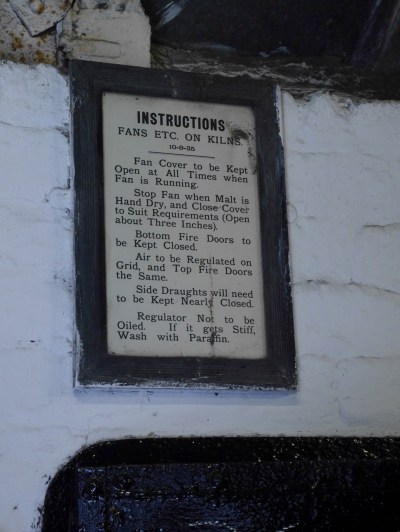 INSTRUCTIONS
FANS ETC. ON KILNS.
10-8-35
Fan Cover to be Kept
Open at All Times when
Fan is Running.
Stop Fan when Malt is
Hand Dry, and Close Cover
to Suit Requirements (Open
about Three Inches).
Bottom Fire Doors to
be Kept Closed.
Air to be Regulated on
Grid, and Top Fire Doors
the Same.
Side Draughts will need
to be Kept Nearly Closed.
Regulator Not to be
Oiled. If it gets Stiff,
Wash with Paraffin.